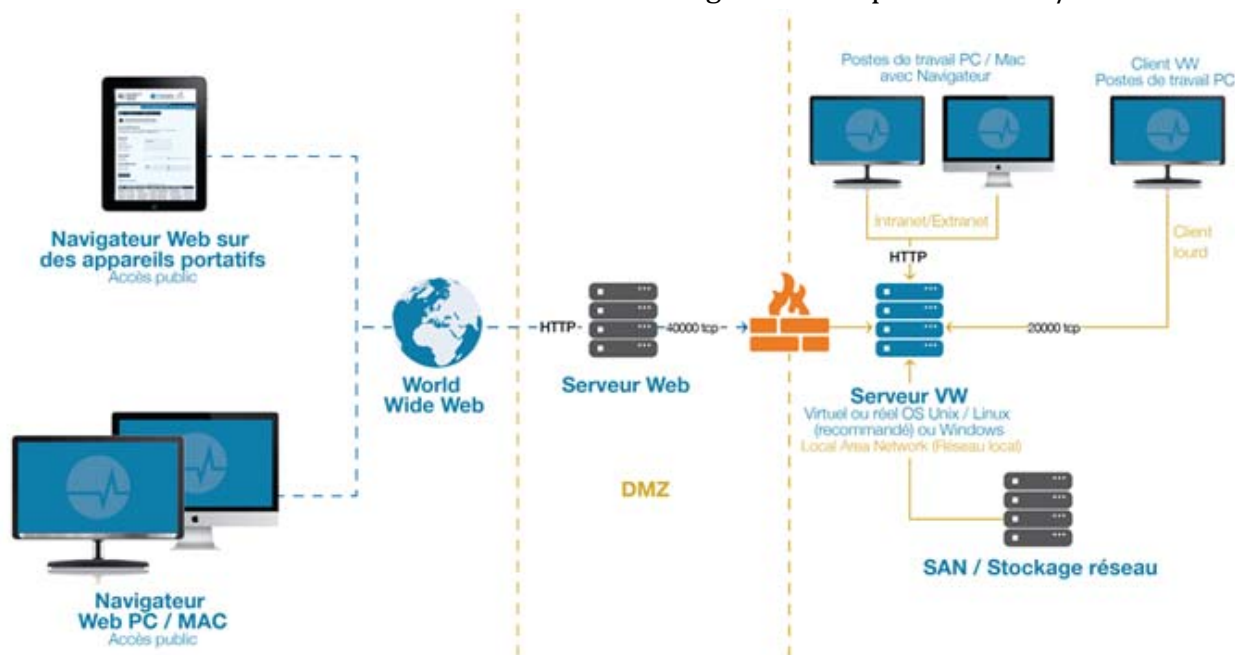 Postes de travail PC / Mac
avec Navigateur
Client VW
Postes de travail PC
Navigateur Web sur
des appareils portatifs
Accès public
Intranet/Extranet
HTTP
Client
lourd
World
Wide Web
HTTP
Serveur Web
40000 tcp
20000 tcp
Serveur VW
Virtuel ou réel OS Unix / Linux
(recommandé) ou Windows
Local Area Network (Réseau local)
DMZ
SAN / Stockage réseau
Navigateur
Web PC / MAC
Accès public